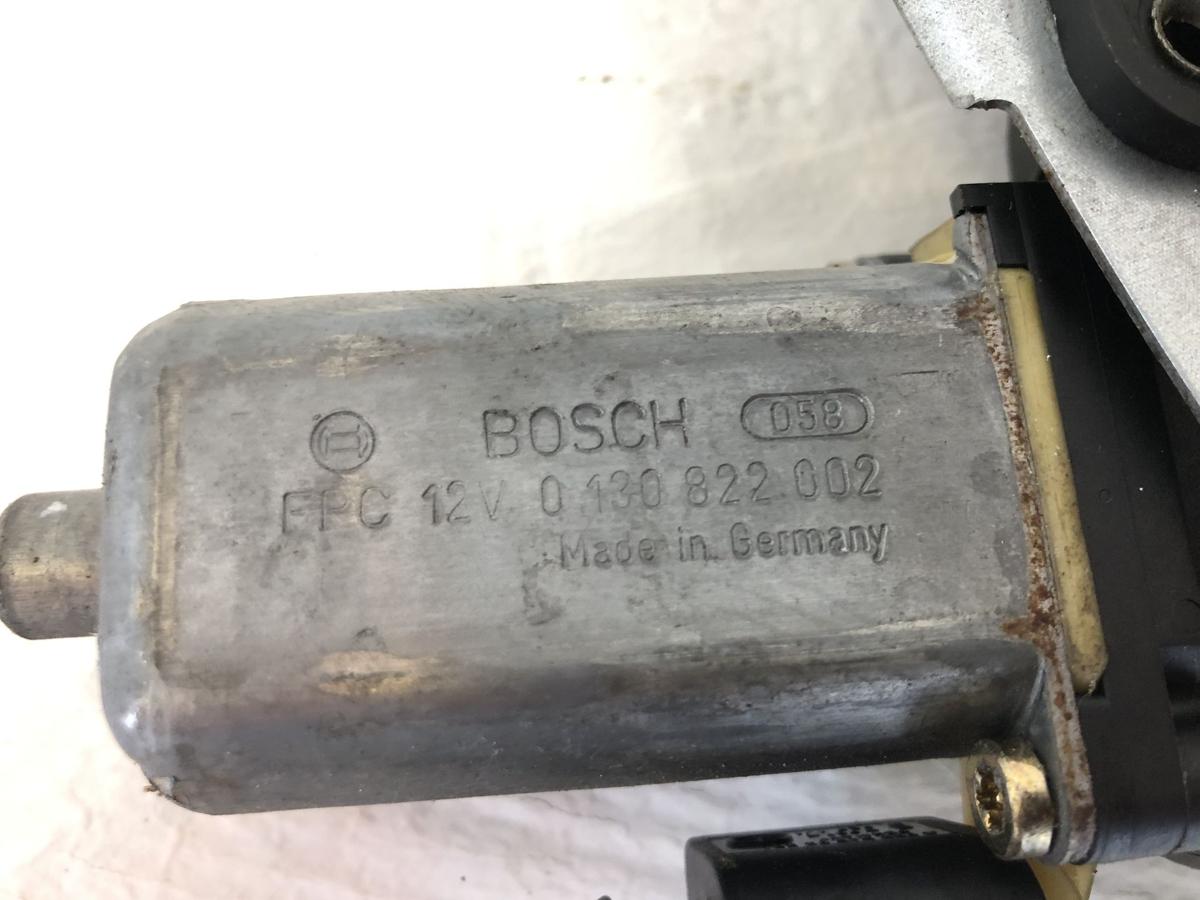 BOSCH 058
FPC 12V 0 130 822 002
Made in Germany